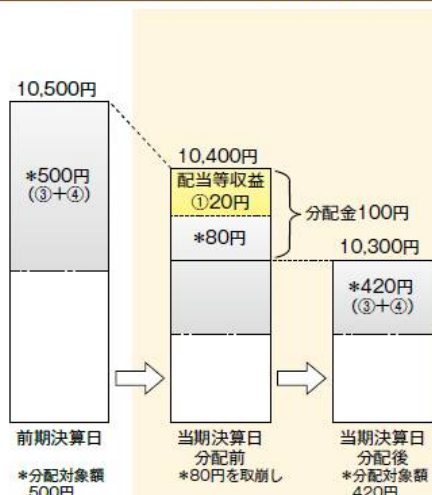 10,500円
*500円
(③+④)
前期決算日
*分配対象額
500円
10,400円
配当等収益
①20円
*80円
分配金100円
当期決算日
分配前
*80円を取崩し
10,300円
*420円
(③+④)
当期決算日
分配後
*分配対象額
420円